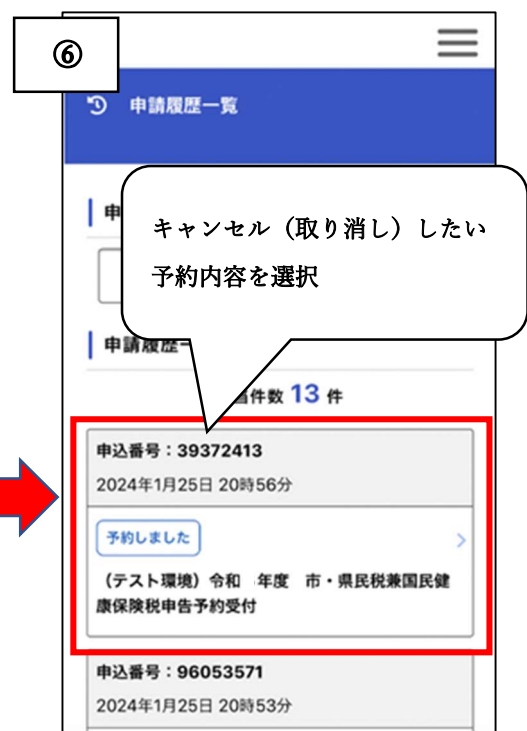 ⑥
申請履歴一覧
キャンセル（取り消し）したい
予約内容を選択
申
申請履歴一
当件数 13 件
申込番号：39372413
2024年1月25日 20時56分
予約しました
（テスト環境）令和 年度 市・県民税兼国民健
康保険税申告予約受付
申込番号：96053571
2024年1月25日 20時53分